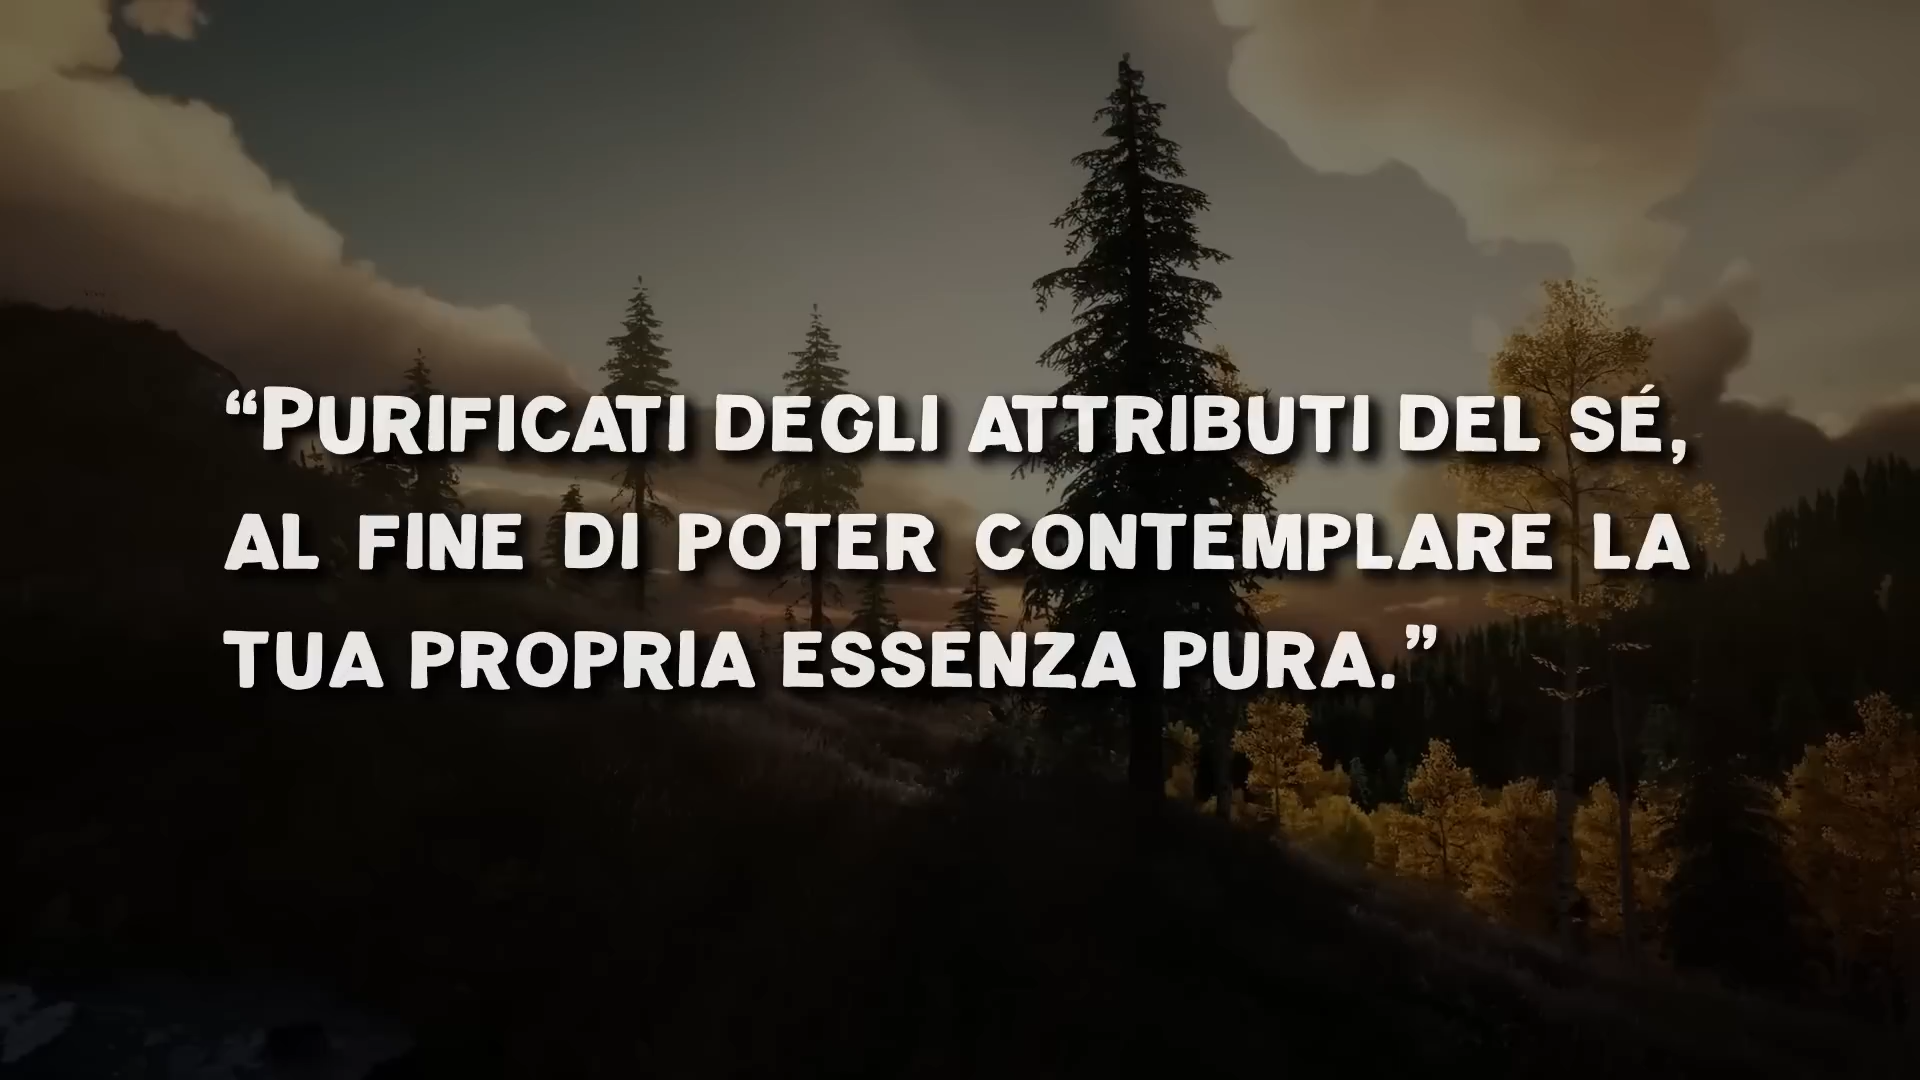 “Purificati degli attributi del sé,
al fine di poter contemplare la
tua propria essenza pura.”